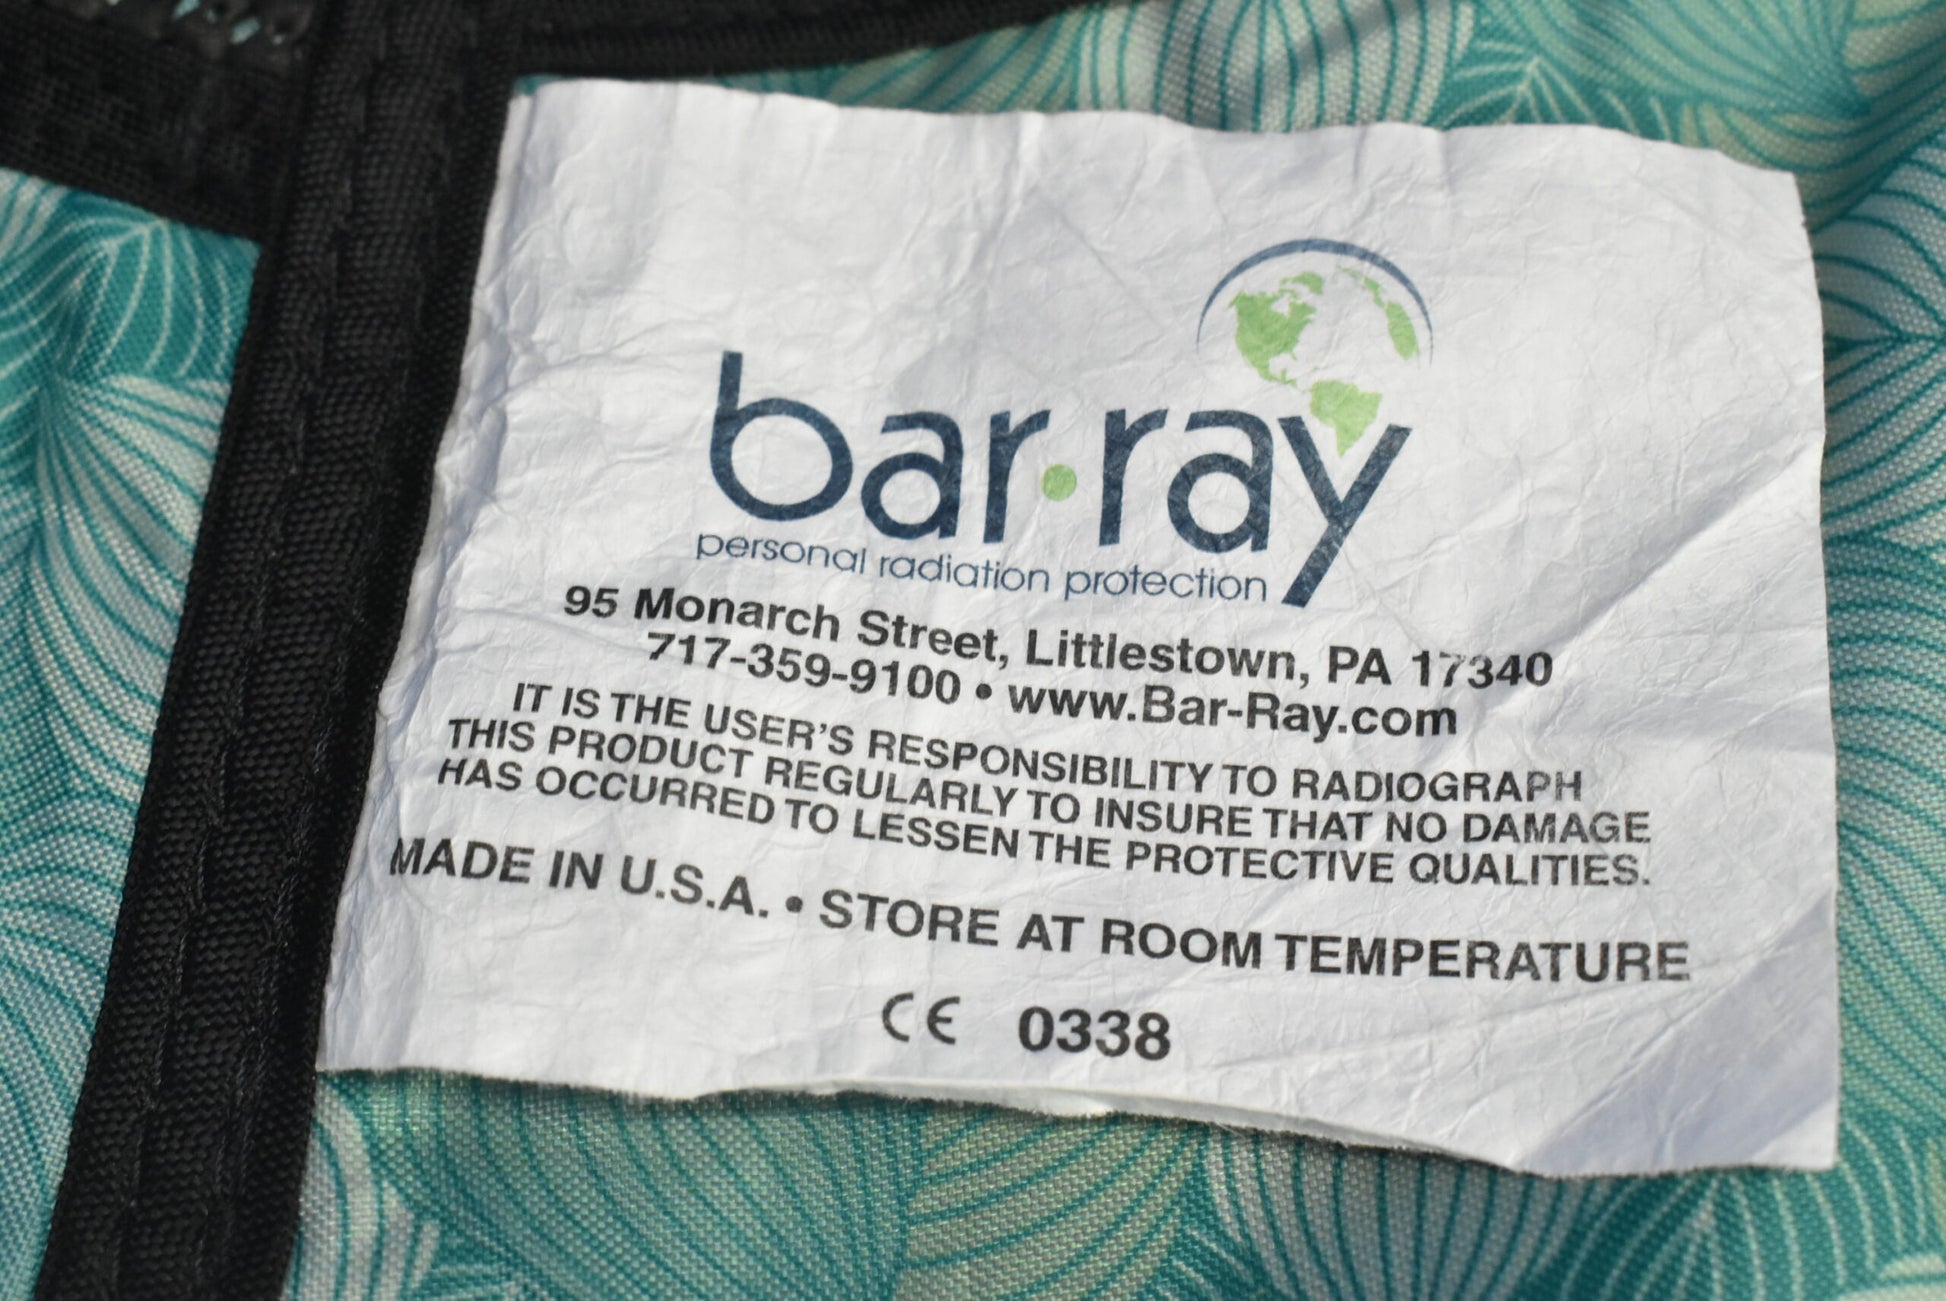 bar·ray
personal radiation protection
95 Monarch Street, Littlestown, PA 17340
717-359-9100 • www.Bar-Ray.com
IT IS THE USER'S RESPONSIBILITY TO RADIOGRAPH
THIS PRODUCT REGULARLY TO INSURE THAT NO DAMAGE
HAS OCCURRED TO LESSEN THE PROTECTIVE QUALITIES.
MADE IN U.S.A. • STORE AT ROOM TEMPERATURE
CE 0338